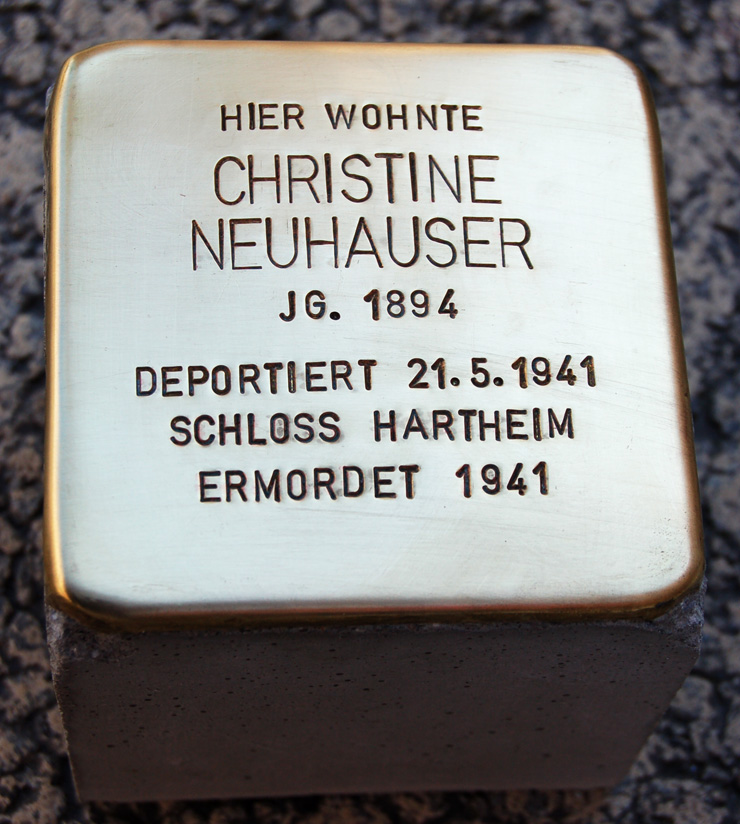 HIER WOHNTE
CHRISTINE
NEUHAUSER
JG. 1894
DEPORTIERT 21.5.1941
SCHLOSS HARTHEIM
ERMORDET 1941